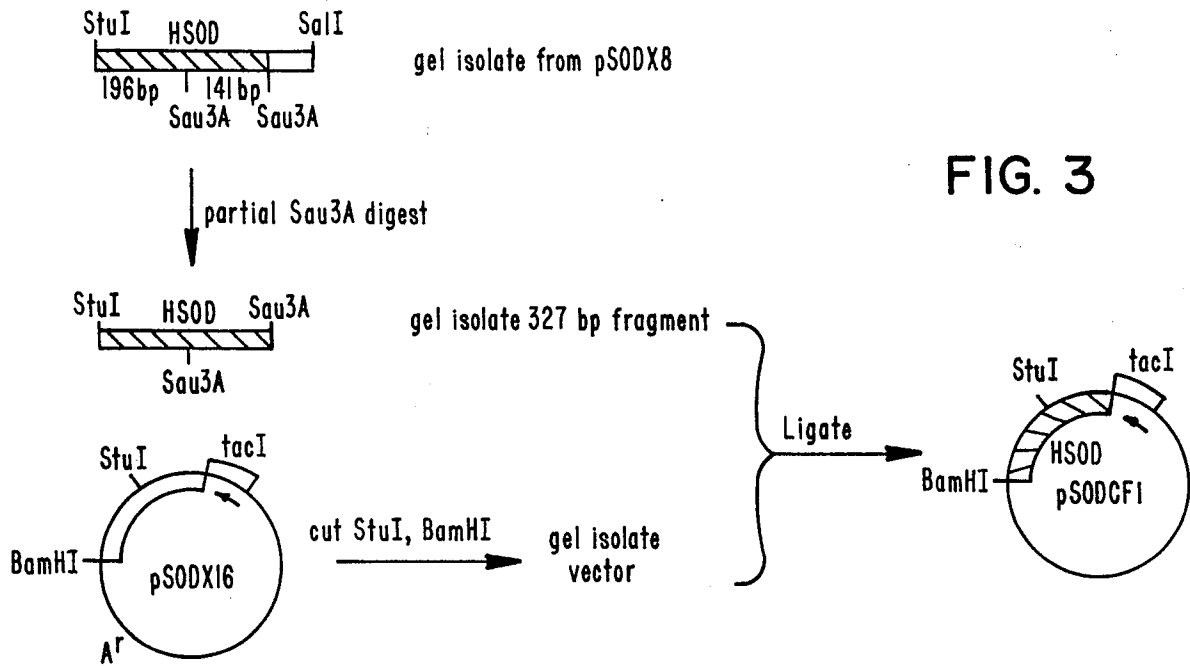 StuI HSOD SalI
196bp 141bp
Sau3A Sau3A
gel isolate from pSODX8
FIG. 3
partial Sau3A digest
StuI HSOD Sau3A
Sau3A
gel isolate 327 bp fragment
StuI tacI
BamHI
pSODX16
Ar
cut StuI, BamHI
gel isolate
vector
Ligate
StuI tacI
HSOD
BamHI
pSODCF1